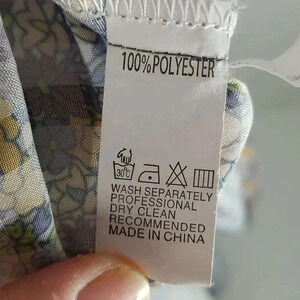 100%POLYESTER
30°C
WASH SEPARATELY
PROFESSIONAL
DRY CLEAN
RECOMMENDED
MADE IN CHINA